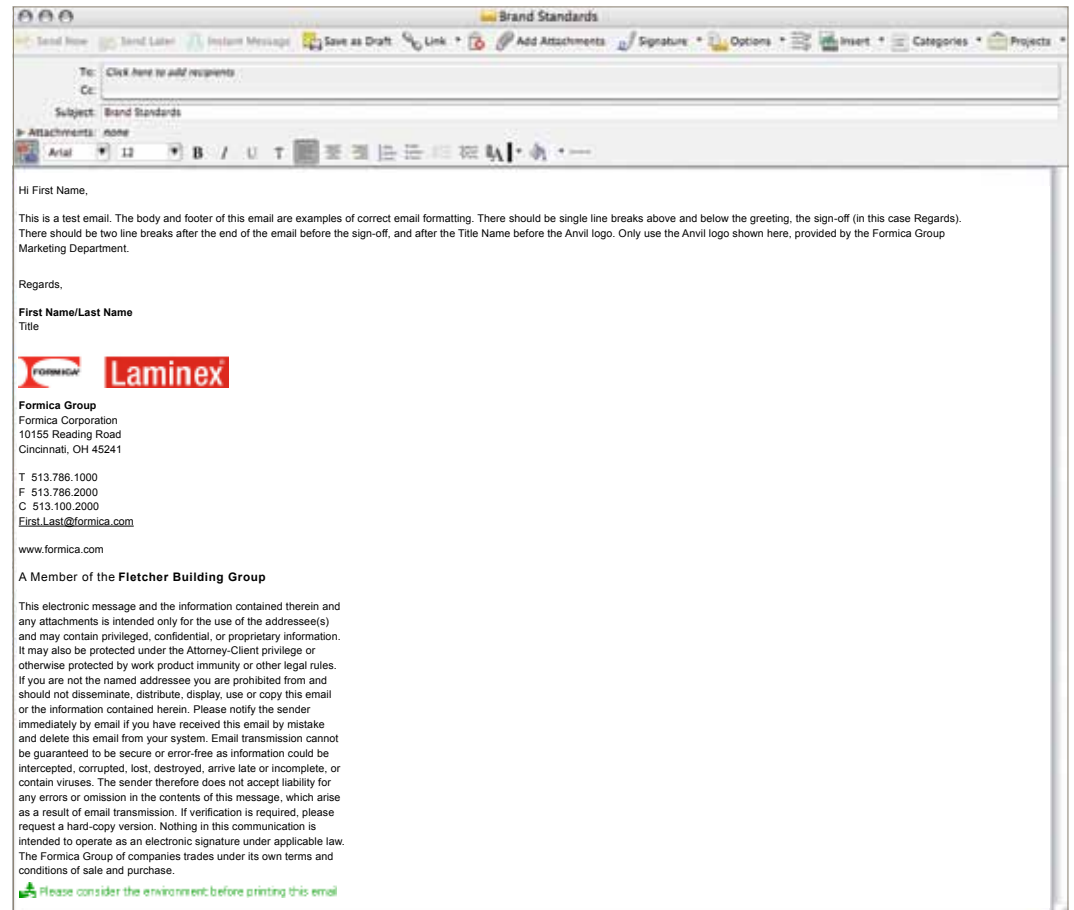 Brand Standards
Send Now Send Later Instant Message Save as Draft Link Add Attachments Signature Options Insert Categories Projects
To: Click here to add recipients
Cc:
Subject: Brand Standards
Attachments: none
Arial 12 B I U T A
Hi First Name,
This is a test email. The body and footer of this email are examples of correct email formatting. There should be single line breaks above and below the greeting, the sign-off (in this case Regards).
There should be two line breaks after the end of the email before the sign-off, and after the Title Name before the Anvil logo. Only use the Anvil logo shown here, provided by the Formica Group
Marketing Department.
Regards,
First Name/Last Name
Title
FORMICA Laminex
Formica Group
Formica Corporation
10155 Reading Road
Cincinnati, OH 45241
T 513.786.1000
F 513.786.2000
C 513.100.2000
First.Last@formica.com
www.formica.com
A Member of the Fletcher Building Group
This electronic message and the information contained therein and
any attachments is intended only for the use of the addressee(s)
and may contain privileged, confidential, or proprietary information.
It may also be protected under the Attorney-Client privilege or
otherwise protected by work product immunity or other legal rules.
If you are not the named addressee you are prohibited from and
should not disseminate, distribute, display, use or copy this email
or the information contained herein. Please notify the sender
immediately by email if you have received this email by mistake
and delete this email from your system. Email transmission cannot
be guaranteed to be secure or error-free as information could be
intercepted, corrupted, lost, destroyed, arrive late or incomplete, or
contain viruses. The sender therefore does not accept liability for
any errors or omission in the contents of this message, which arise
as a result of email transmission. If verification is required, please
request a hard-copy version. Nothing in this communication is
intended to operate as an electronic signature under applicable law.
The Formica Group of companies trades under its own terms and
conditions of sale and purchase.
Please consider the environment before printing this email